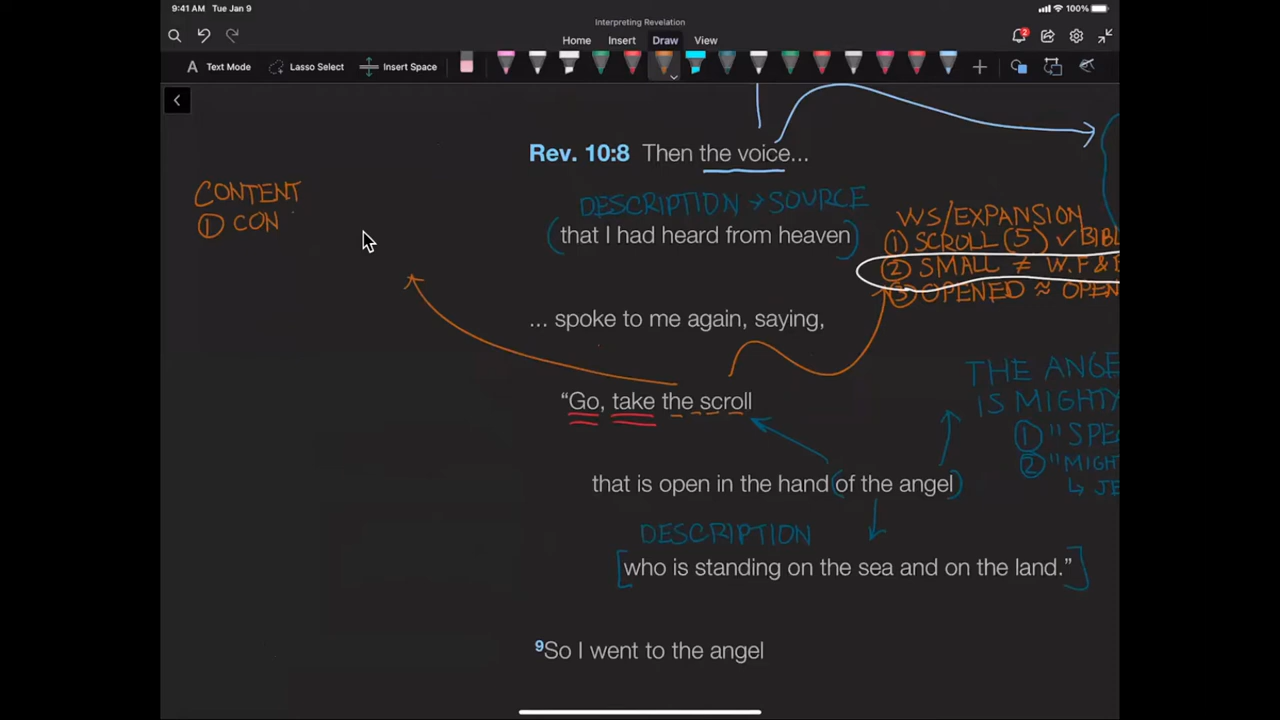 9:41 AM Tue Jan 9
100%
Interpreting Revelation
Home Insert Draw View
2
Text Mode Lasso Select Insert Space
Rev. 10:8 Then the voice...
CONTENT
① CON
DESCRIPTION → SOURCE
(that I had heard from heaven)
WS/EXPANSION
① SCROLL (5) ✓ BIBL
② SMALL ≠ W.F & E
③ OPENED ≈ OPEN
... spoke to me again, saying,
“Go, take the scroll
THE ANGE
IS MIGHTY
① "SPE
② "MIGH
↳ JE
that is open in the hand (of the angel)
DESCRIPTION
[who is standing on the sea and on the land.”]
9So I went to the angel